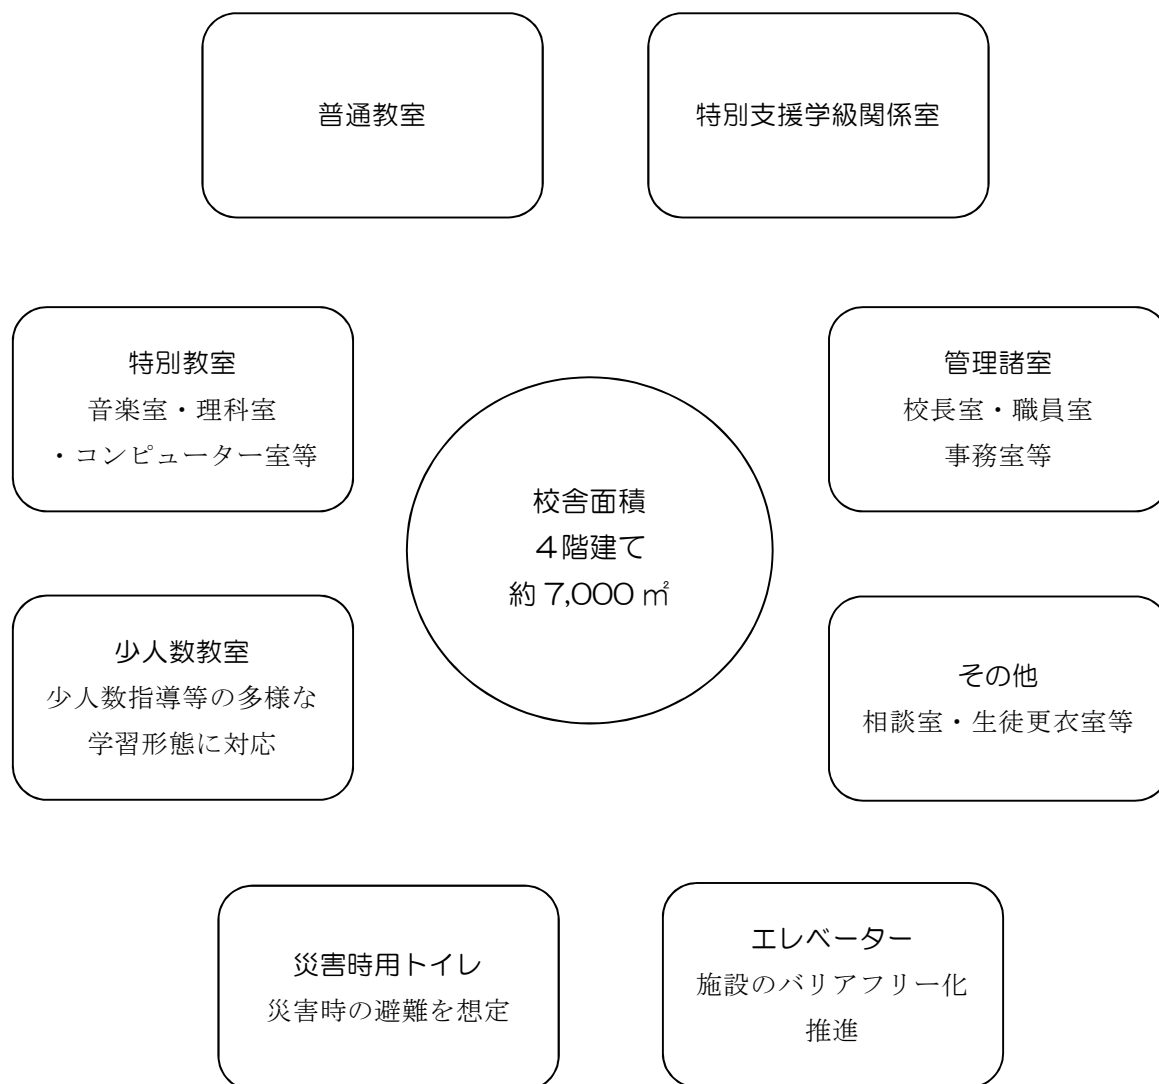 普通教室
特別支援学級関係室
特別教室
音楽室・理科室
・コンピューター室等
管理諸室
校長室・職員室
事務室等
校舎面積
４階建て
約 7,000 ㎡
少人数教室
少人数指導等の多様な
学習形態に対応
その他
相談室・生徒更衣室等
災害時用トイレ
災害時の避難を想定
エレベーター
施設のバリアフリー化
推進